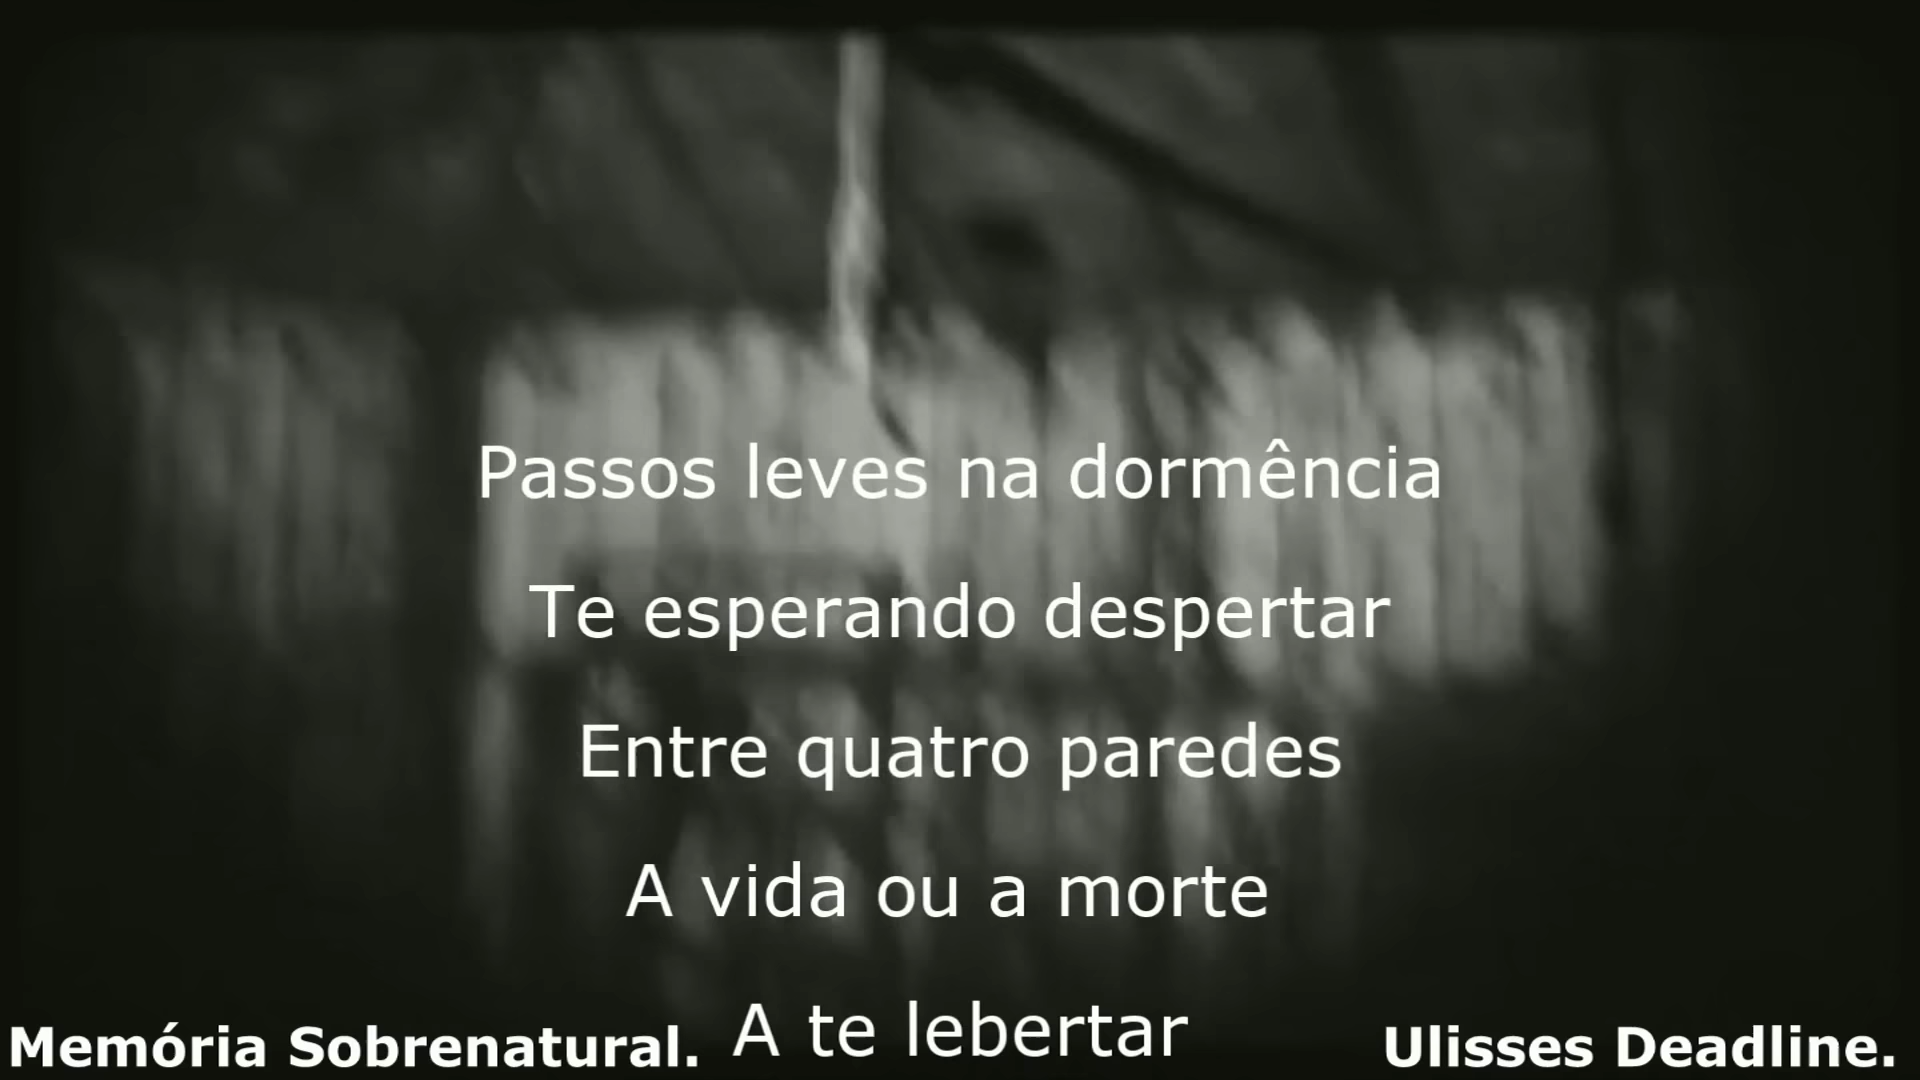 Passos leves na dormência
Te esperando despertar
Entre quatro paredes
A vida ou a morte
A te lebertar
Memória Sobrenatural.
Ulisses Deadline.